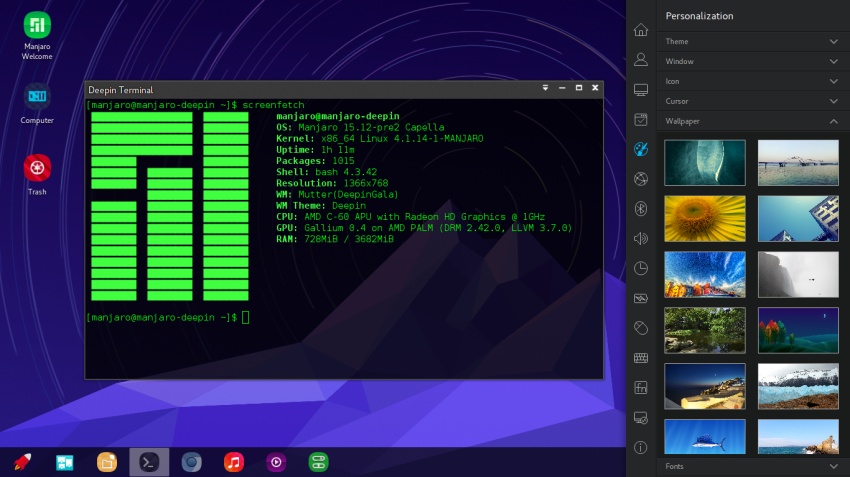 Manjaro
Welcome
Computer
Trash
Deepin Terminal
[manjaro@manjaro-deepin ~]$ screenfetch
manjaro@manjaro-deepin
OS: Manjaro 15.12-pre2 Capella
Kernel: x86_64 Linux 4.1.14-1-MANJARO
Uptime: 1h 11m
Packages: 1015
Shell: bash 4.3.42
Resolution: 1366x768
WM: Mutter(DeepinGala)
WM Theme: Deepin
CPU: AMD C-60 APU with Radeon HD Graphics @ 1GHz
GPU: Gallium 0.4 on AMD PALM (DRM 2.42.0, LLVM 3.7.0)
RAM: 728MiB / 3682MiB
[manjaro@manjaro-deepin ~]$
Personalization
Theme
Window
Icon
Cursor
Wallpaper
Fonts